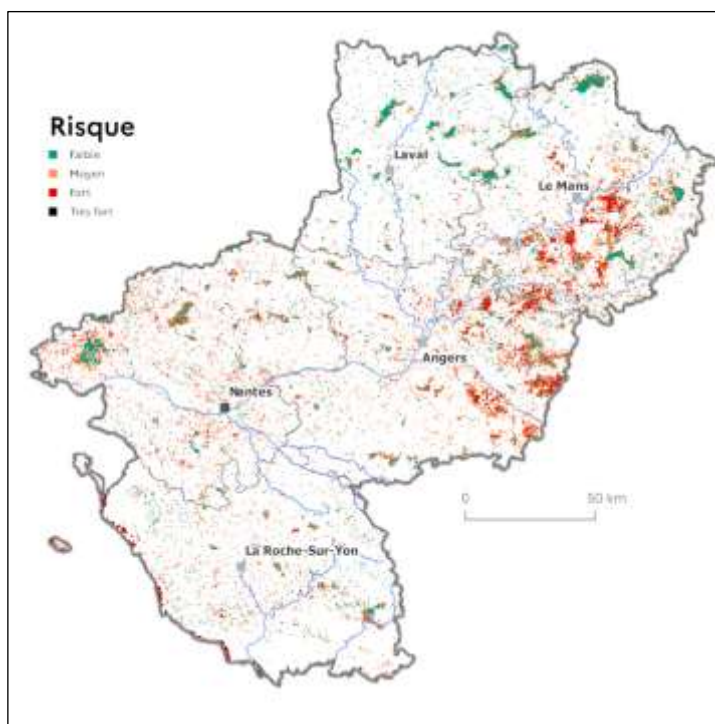 Risque
Faible
Moyen
Fort
Très fort
Laval
Le Mans
Angers
Nantes
0 50 km
La Roche-Sur-Yon